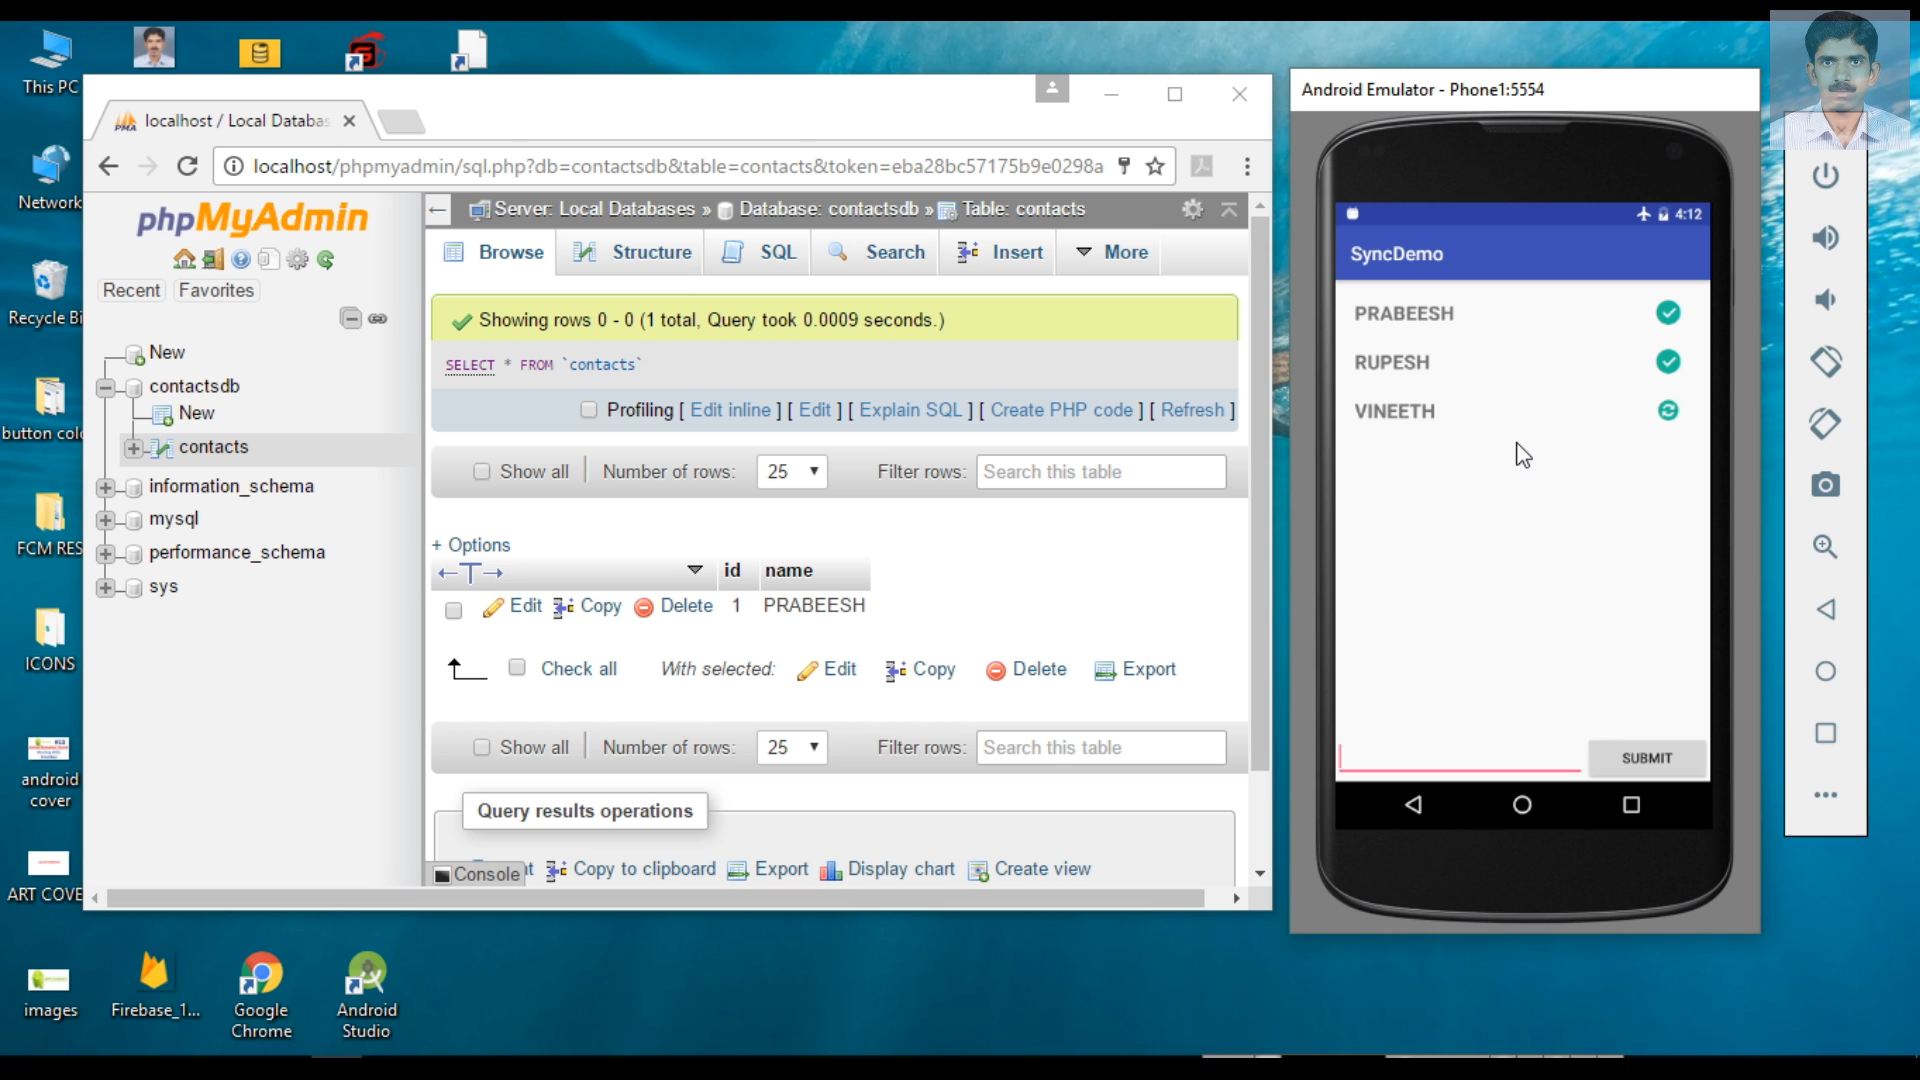 This PC
Network
Recycle Bi
button colo
FCM RES
ICONS
android
cover
ART COVE
images
Firebase_1...
Google
Chrome
Android
Studio
PMA localhost / Local Databas
localhost/phpmyadmin/sql.php?db=contactsdb&table=contacts&token=eba28bc57175b9e0298a
phpMyAdmin
Recent Favorites
New
contactsdb
New
contacts
information_schema
mysql
performance_schema
sys
Server: Local Databases » Database: contactsdb » Table: contacts
Browse Structure SQL Search Insert More
Showing rows 0 - 0 (1 total, Query took 0.0009 seconds.)
SELECT * FROM `contacts`
Profiling [ Edit inline ] [ Edit ] [ Explain SQL ] [ Create PHP code ] [ Refresh ]
Show all Number of rows: 25 Filter rows: Search this table
+ Options
←T→ id name
Edit Copy Delete 1 PRABEESH
Check all With selected: Edit Copy Delete Export
Show all Number of rows: 25 Filter rows: Search this table
Query results operations
Console
Copy to clipboard Export Display chart Create view
Android Emulator - Phone1:5554
4:12
SyncDemo
PRABEESH
RUPESH
VINEETH
SUBMIT